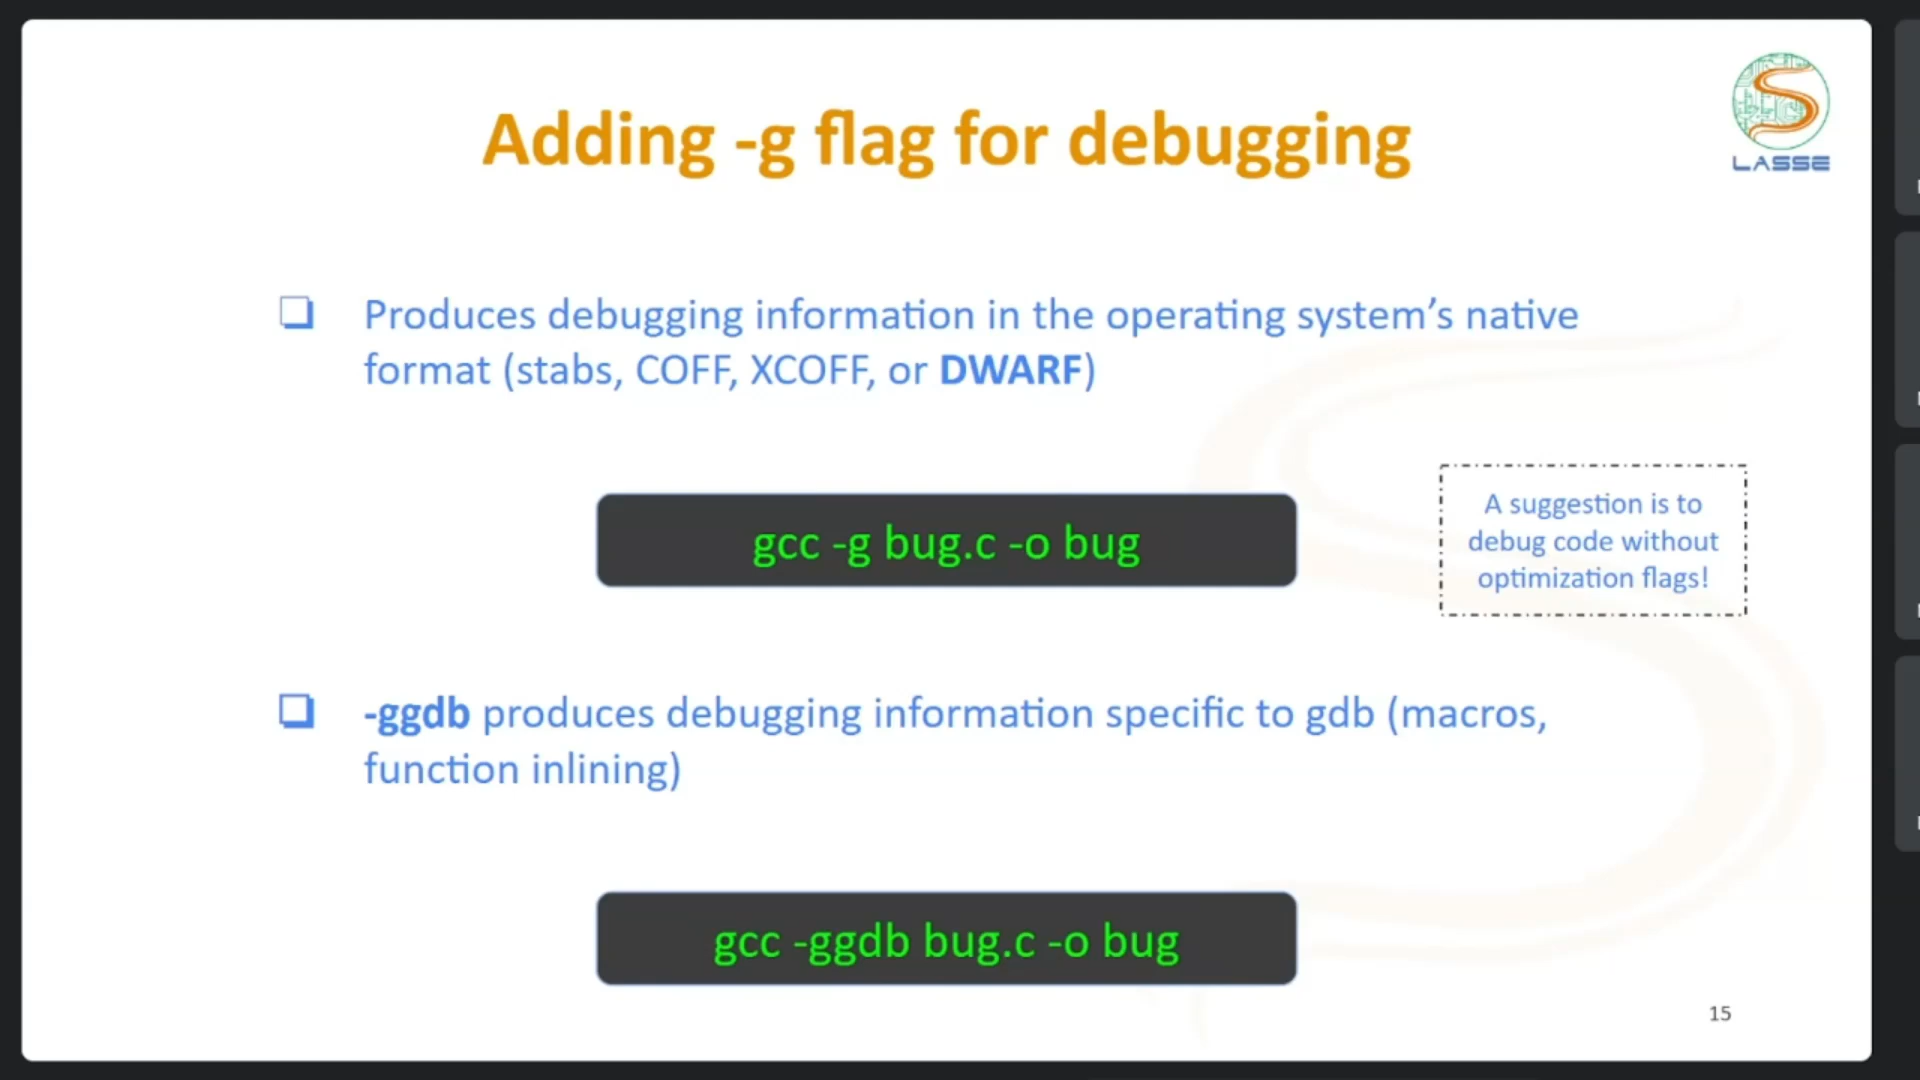 LASSE
Adding -g flag for debugging
❏ Produces debugging information in the operating system’s native
format (stabs, COFF, XCOFF, or DWARF)
gcc -g bug.c -o bug
A suggestion is to
debug code without
optimization flags!
❏ -ggdb produces debugging information specific to gdb (macros,
function inlining)
gcc -ggdb bug.c -o bug
15